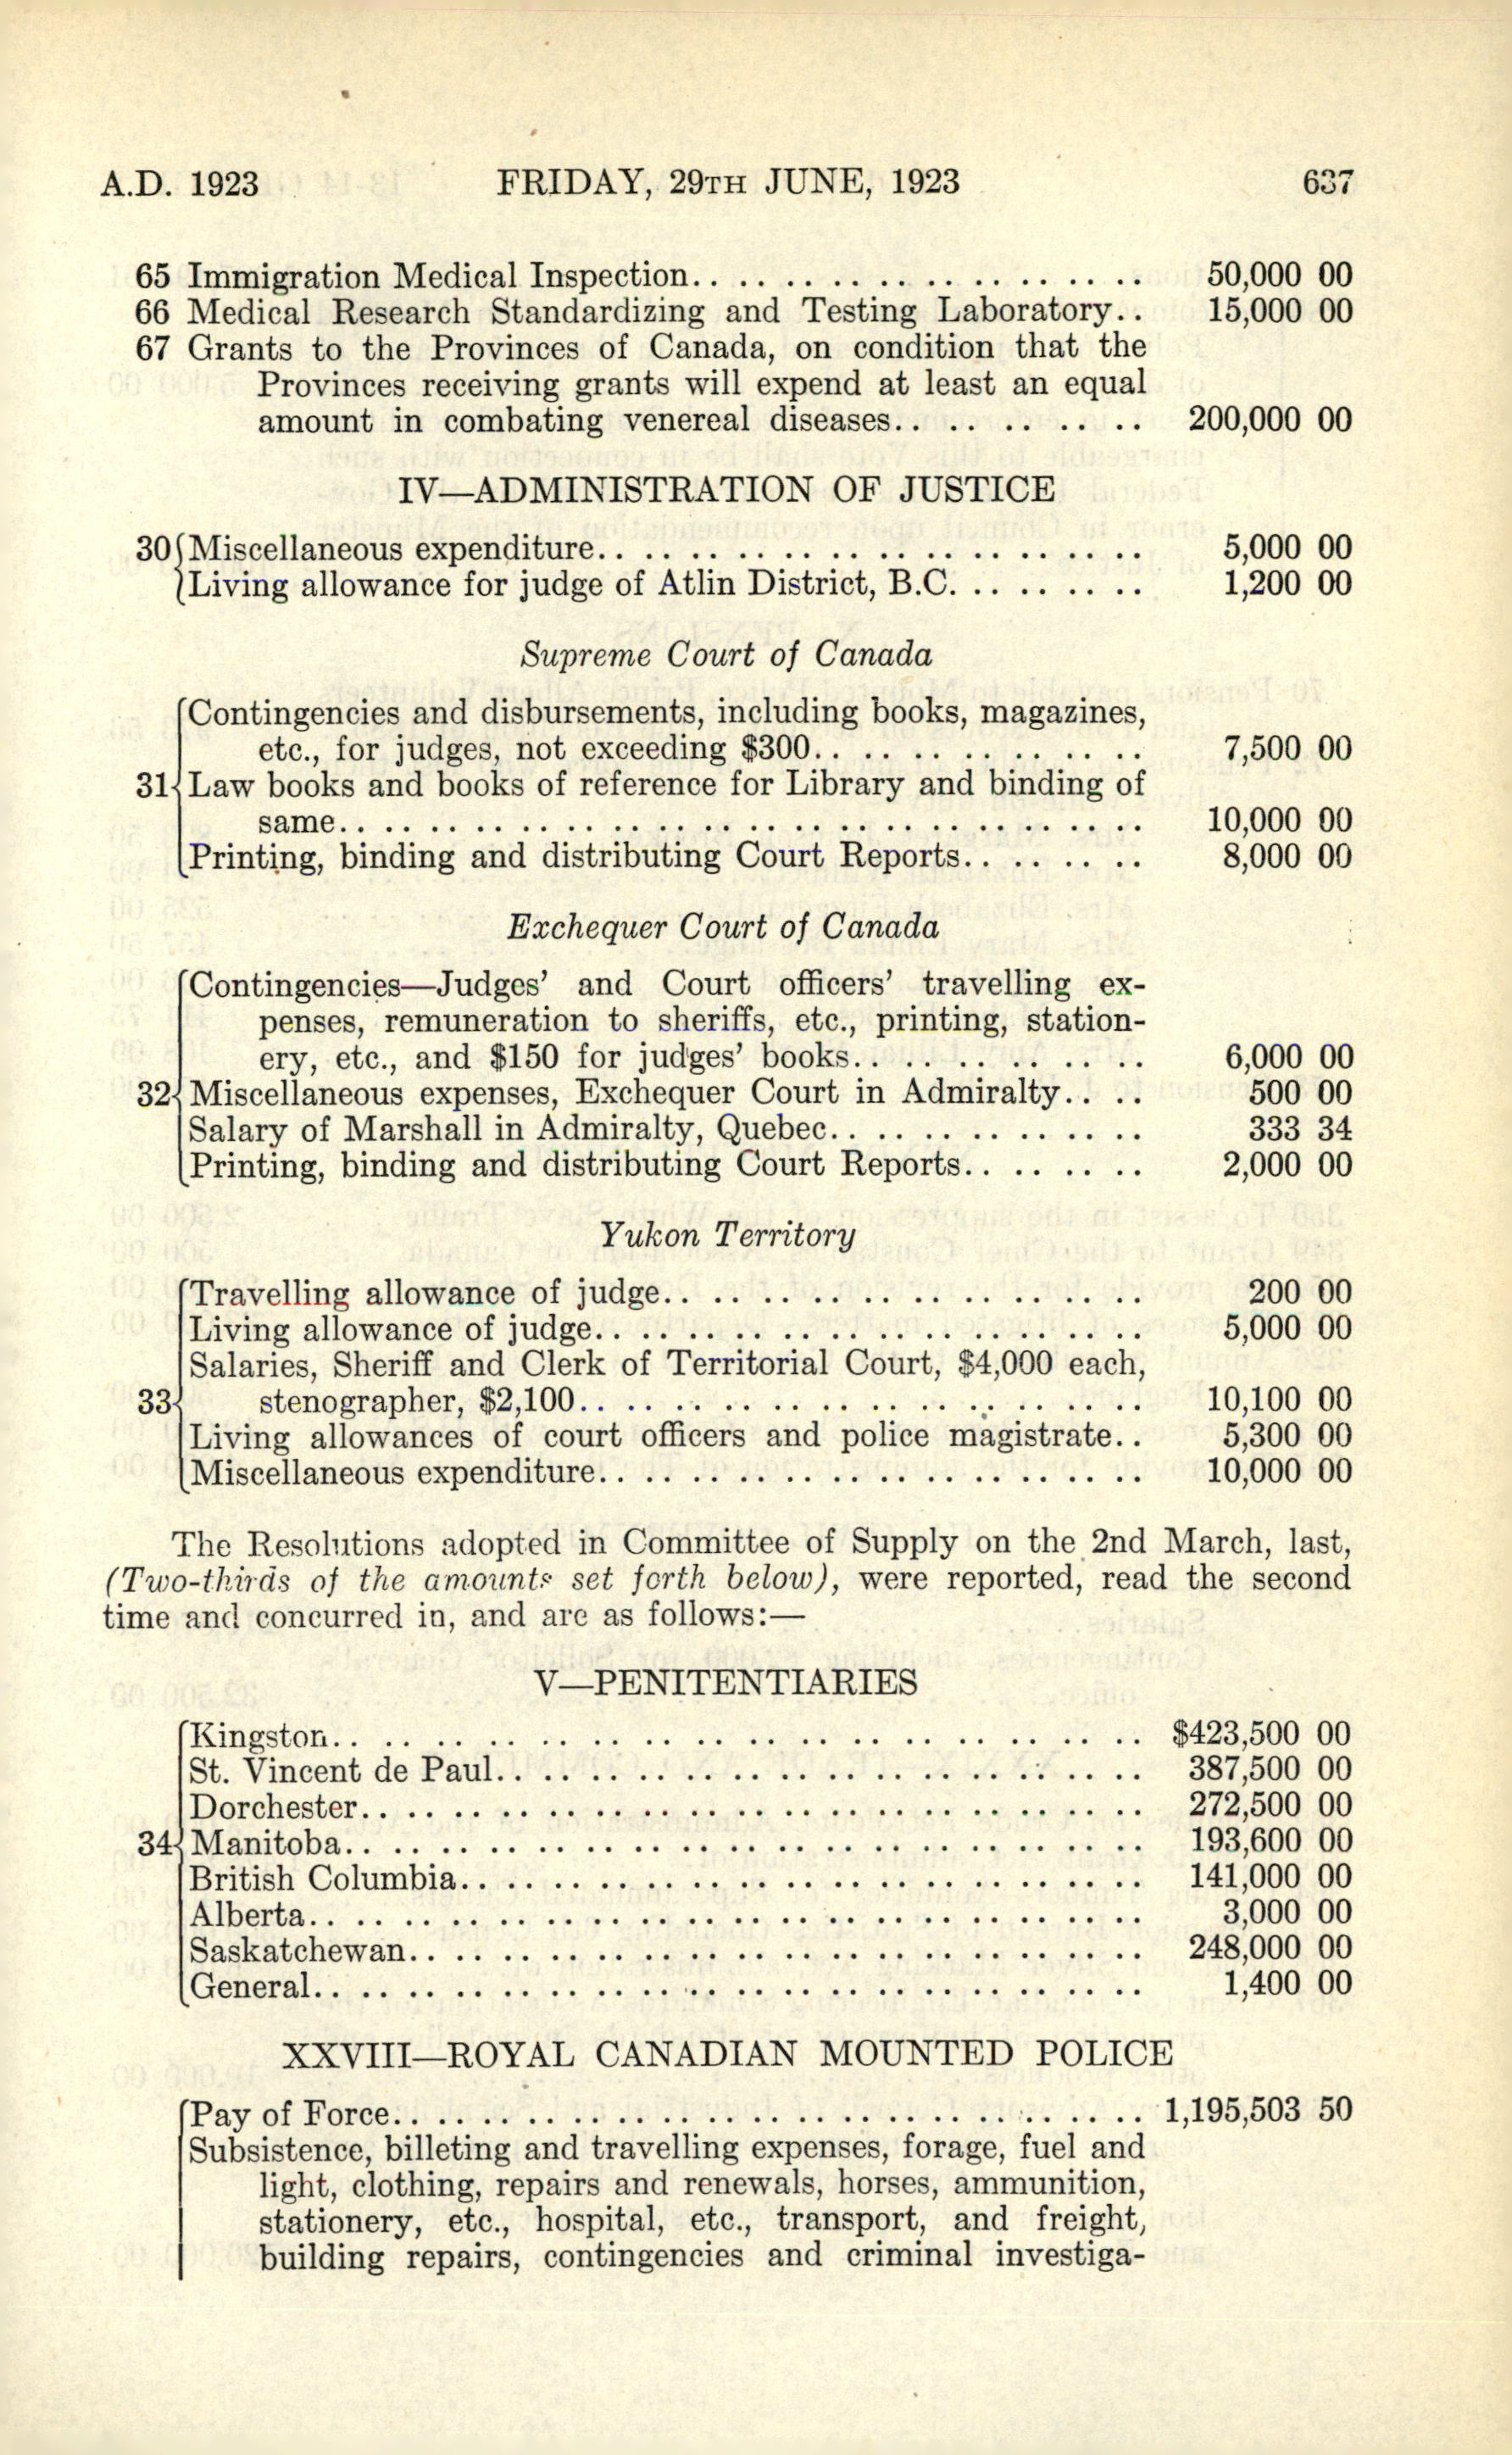 A.D. 1923 FRIDAY, 29TH JUNE, 1923 637
65 Immigration Medical Inspection.. .. .. .. .. .. .. .. .. .. 50,000 00
66 Medical Research Standardizing and Testing Laboratory.. 15,000 00
67 Grants to the Provinces of Canada, on condition that the
Provinces receiving grants will expend at least an equal
amount in combating venereal diseases.. .. .. .. .. .. 200,000 00
IV—ADMINISTRATION OF JUSTICE
30 Miscellaneous expenditure.. .. .. .. .. .. .. .. .. .. .. .. 5,000 00
Living allowance for judge of Atlin District, B.C. .. .. .. .. 1,200 00
Supreme Court of Canada
Contingencies and disbursements, including books, magazines,
etc., for judges, not exceeding $300.. .. .. .. .. .. .. .. 7,500 00
31 Law books and books of reference for Library and binding of
same.. .. .. .. .. .. .. .. .. .. .. .. .. .. .. .. .. .. 10,000 00
Printing, binding and distributing Court Reports.. .. .. .. 8,000 00
Exchequer Court of Canada
Contingencies—Judges' and Court officers' travelling ex-
penses, remuneration to sheriffs, etc., printing, station-
ery, etc., and $150 for judges' books.. .. .. .. .. .. .. 6,000 00
32 Miscellaneous expenses, Exchequer Court in Admiralty.. .. 500 00
Salary of Marshall in Admiralty, Quebec.. .. .. .. .. .. .. 333 34
Printing, binding and distributing Court Reports.. .. .. .. 2,000 00
Yukon Territory
Travelling allowance of judge.. .. .. .. .. .. .. .. .. .. 200 00
Living allowance of judge.. .. .. .. .. .. .. .. .. .. .. .. 5,000 00
Salaries, Sheriff and Clerk of Territorial Court, $4,000 each,
33 stenographer, $2,100.. .. .. .. .. .. .. .. .. .. .. .. 10,100 00
Living allowances of court officers and police magistrate.. 5,300 00
Miscellaneous expenditure.. .. .. .. .. .. .. .. .. .. .. .. 10,000 00
The Resolutions adopted in Committee of Supply on the 2nd March, last,
(Two-thirds of the amounts set forth below), were reported, read the second
time and concurred in, and are as follows:—
V—PENITENTIARIES
Kingston.. .. .. .. .. .. .. .. .. .. .. .. .. .. .. .. $423,500 00
St. Vincent de Paul.. .. .. .. .. .. .. .. .. .. .. .. .. .. 387,500 00
Dorchester.. .. .. .. .. .. .. .. .. .. .. .. .. .. .. .. .. 272,500 00
34 Manitoba.. .. .. .. .. .. .. .. .. .. .. .. .. .. .. .. .. 193,600 00
British Columbia.. .. .. .. .. .. .. .. .. .. .. .. .. .. .. 141,000 00
Alberta.. .. .. .. .. .. .. .. .. .. .. .. .. .. .. .. .. .. 3,000 00
Saskatchewan.. .. .. .. .. .. .. .. .. .. .. .. .. .. .. .. 248,000 00
General.. .. .. .. .. .. .. .. .. .. .. .. .. .. .. .. .. .. 1,400 00
XXVIII—ROYAL CANADIAN MOUNTED POLICE
Pay of Force.. .. .. .. .. .. .. .. .. .. .. .. .. .. .. .. .. 1,195,503 50
Subsistence, billeting and travelling expenses, forage, fuel and
light, clothing, repairs and renewals, horses, ammunition,
stationery, etc., hospital, etc., transport, and freight,
building repairs, contingencies and criminal investiga-